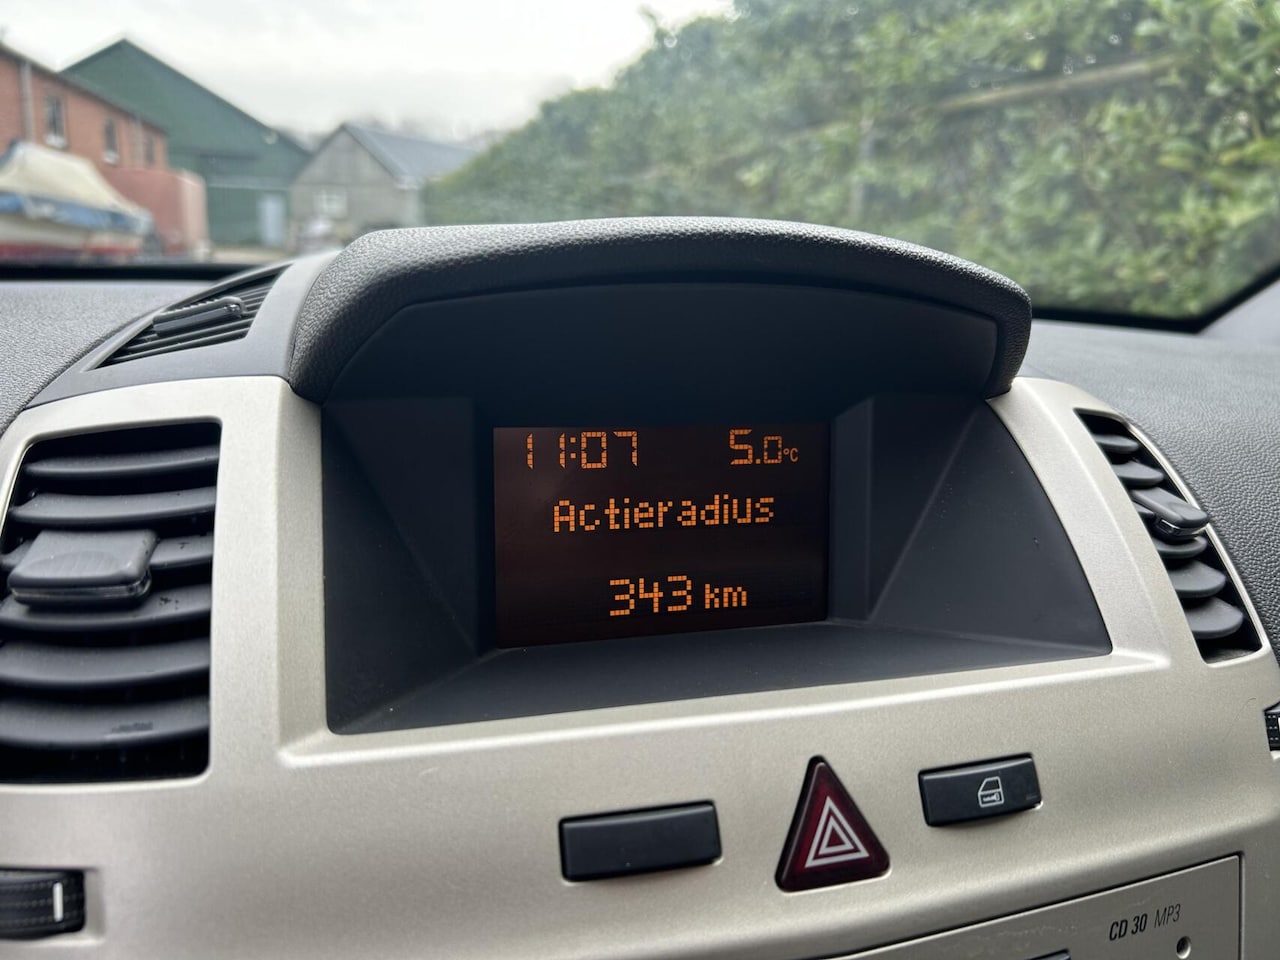 11:07 5.0°C
Actieradius
343 km
CD 30 MP3